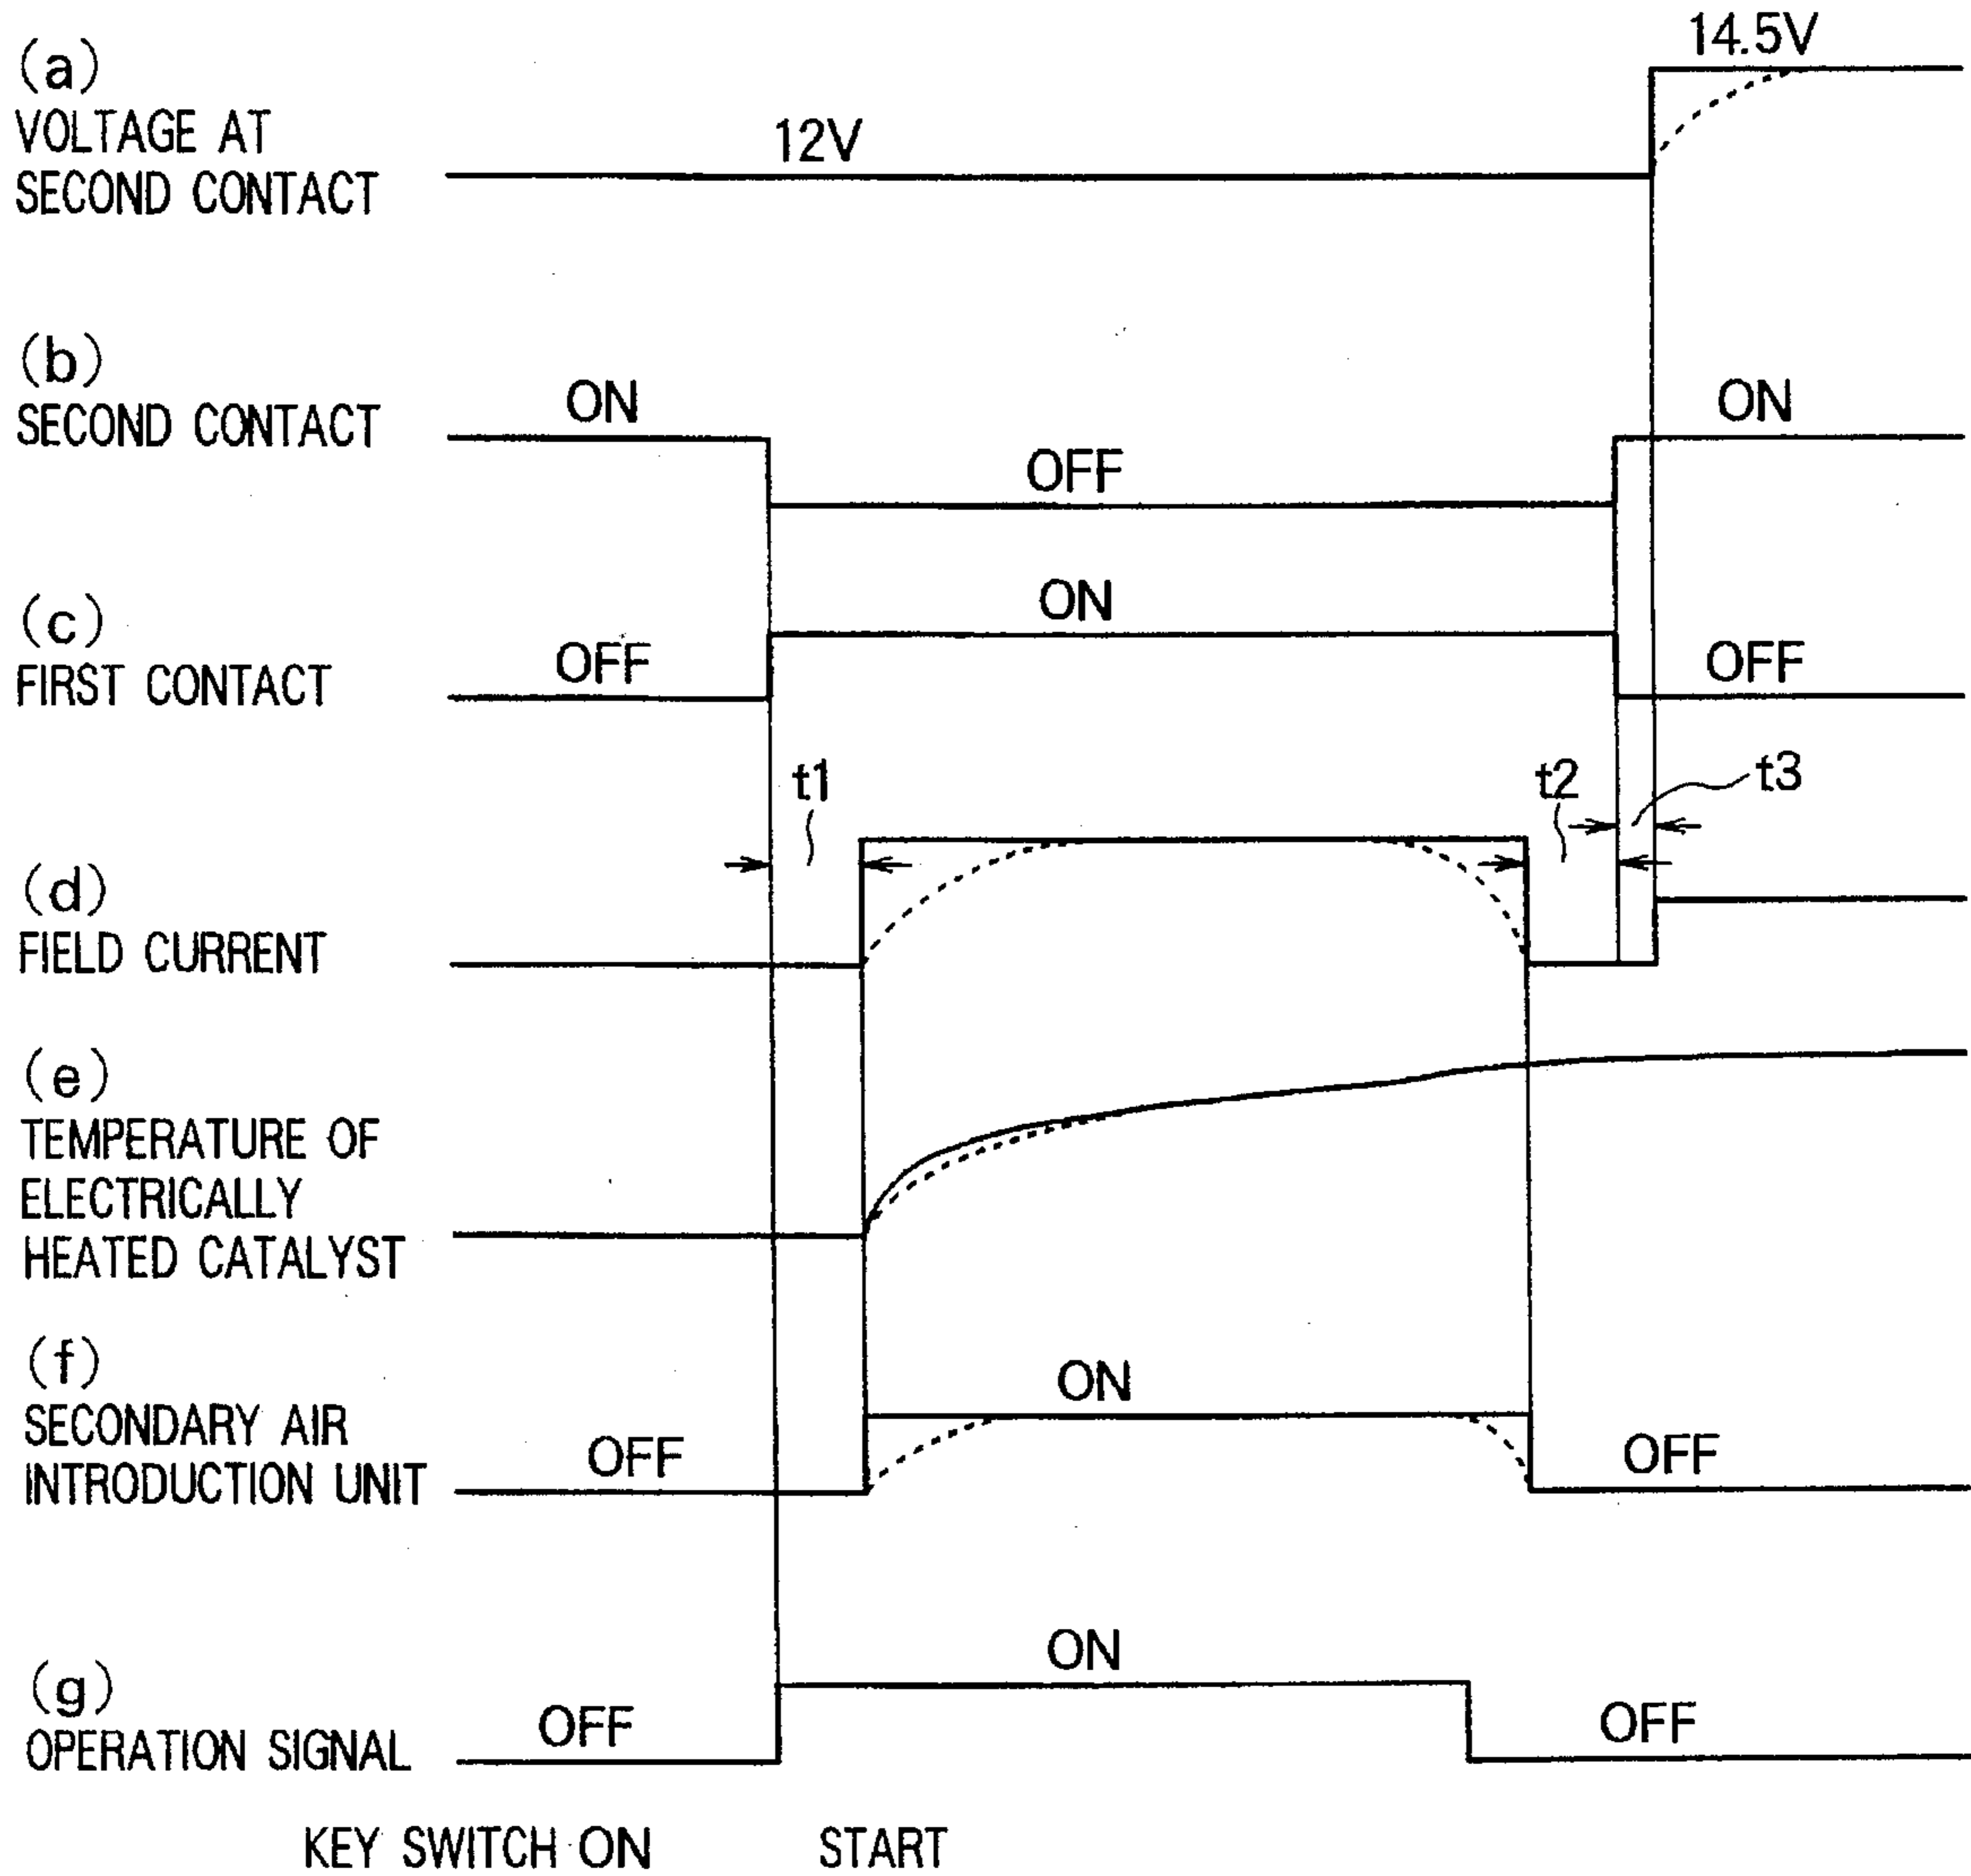 (a)
VOLTAGE AT
SECOND CONTACT
12V
14.5V
(b)
SECOND CONTACT
ON
OFF
ON
(c)
FIRST CONTACT
OFF
ON
OFF
t1
t2
t3
(d)
FIELD CURRENT
(e)
TEMPERATURE OF
ELECTRICALLY
HEATED CATALYST
(f)
SECONDARY AIR
INTRODUCTION UNIT
OFF
ON
OFF
(g)
OPERATION SIGNAL
OFF
ON
OFF
KEY SWITCH ON
START